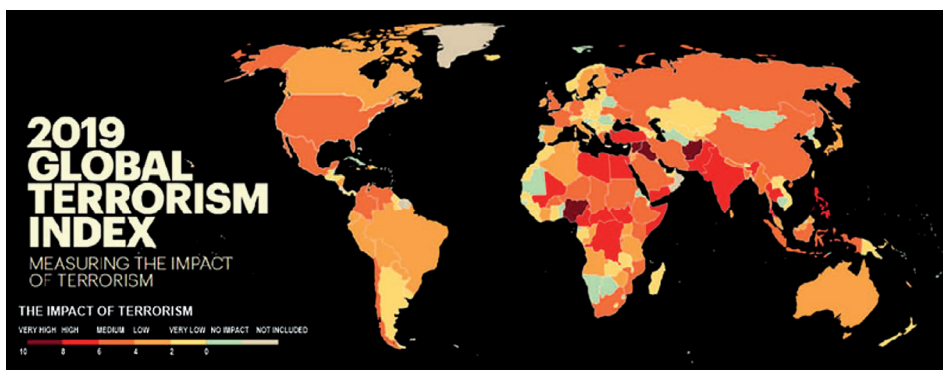 2019
GLOBAL
TERRORISM
INDEX
MEASURING THE IMPACT
OF TERRORISM
THE IMPACT OF TERRORISM
VERY HIGH HIGH MEDIUM LOW VERY LOW NO IMPACT NOT INCLUDED
10 8 6 4 2 0